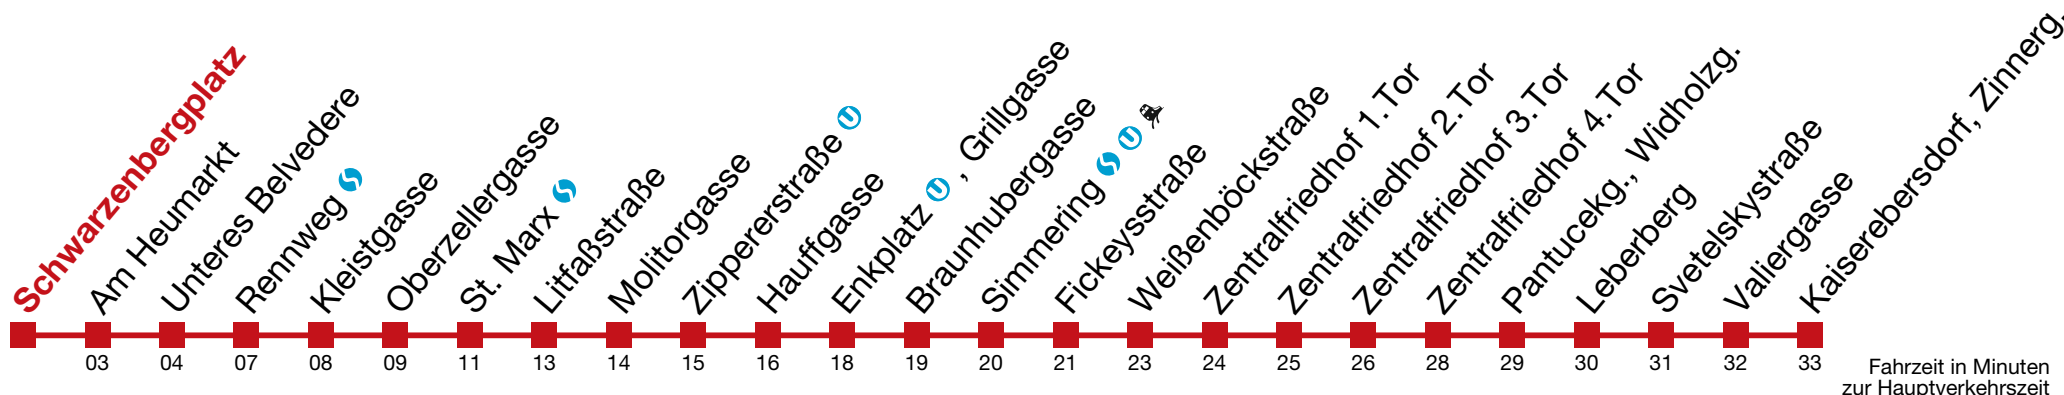 Schwarzenbergplatz
Am Heumarkt
Unteres Belvedere
Rennweg
Kleistgasse
Oberzellergasse
St. Marx
Litfaßstraße
Molitorgasse
Zippererstraße U
Hauffgasse
Enkplatz U , Grillgasse
Braunhubergasse
Simmering U
Fickeysstraße
Weißenböckstraße
Zentralfriedhof 1.Tor
Zentralfriedhof 2.Tor
Zentralfriedhof 3.Tor
Zentralfriedhof 4.Tor
Pantucekg., Widholzg.
Leberberg
Svetelskystraße
Valiergasse
Kaiserebersdorf, Zinnerg.
03 04 07 08 09 11 13 14 15 16 18 19 20 21 23 24 25 26 28 29 30 31 32 33
Fahrzeit in Minuten
zur Hauptverkehrszeit